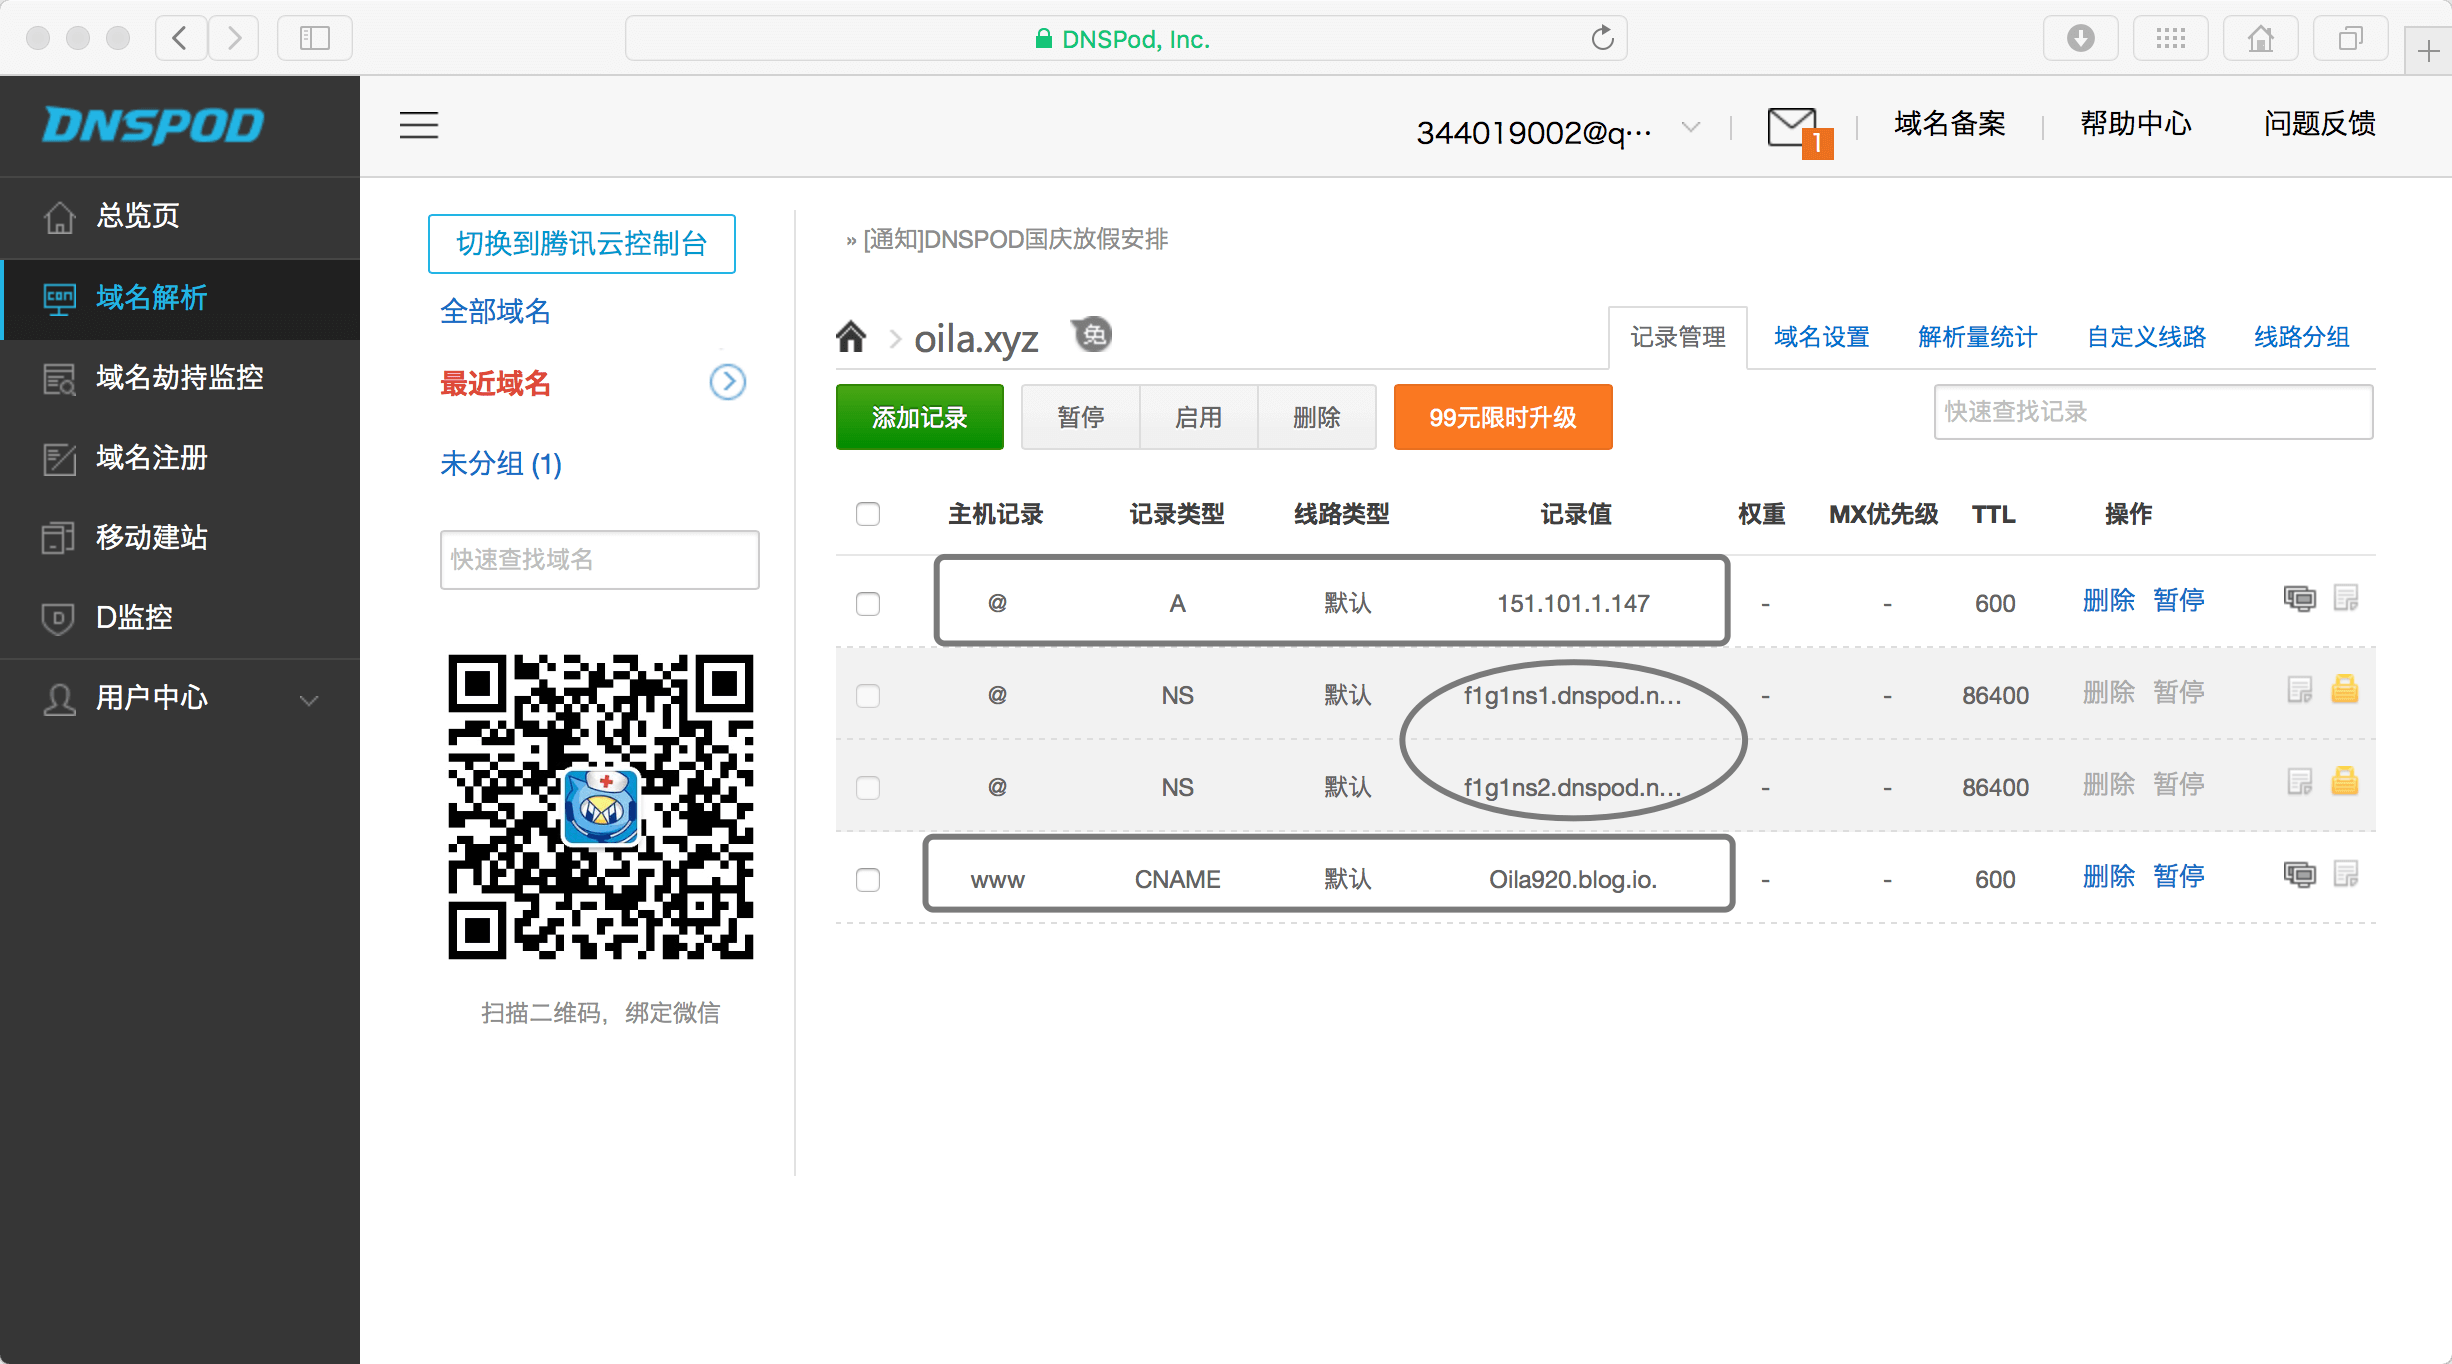 DNSPod, Inc.
DNSPOD
344019002@q…
1
域名备案
帮助中心
问题反馈
总览页
域名解析
域名劫持监控
域名注册
移动建站
D监控
用户中心
切换到腾讯云控制台
全部域名
最近域名
未分组 (1)
快速查找域名
扫描二维码，绑定微信
» [通知]DNSPOD国庆放假安排
oila.xyz 免
记录管理 域名设置 解析量统计 自定义线路 线路分组
添加记录 暂停 启用 删除 99元限时升级 快速查找记录
主机记录 记录类型 线路类型 记录值 权重 MX优先级 TTL 操作
@ A 默认 151.101.1.147 - - 600 删除 暂停
@ NS 默认 f1g1ns1.dnspod.n... - - 86400 删除 暂停
@ NS 默认 f1g1ns2.dnspod.n... - - 86400 删除 暂停
www CNAME 默认 Oila920.blog.io. - - 600 删除 暂停